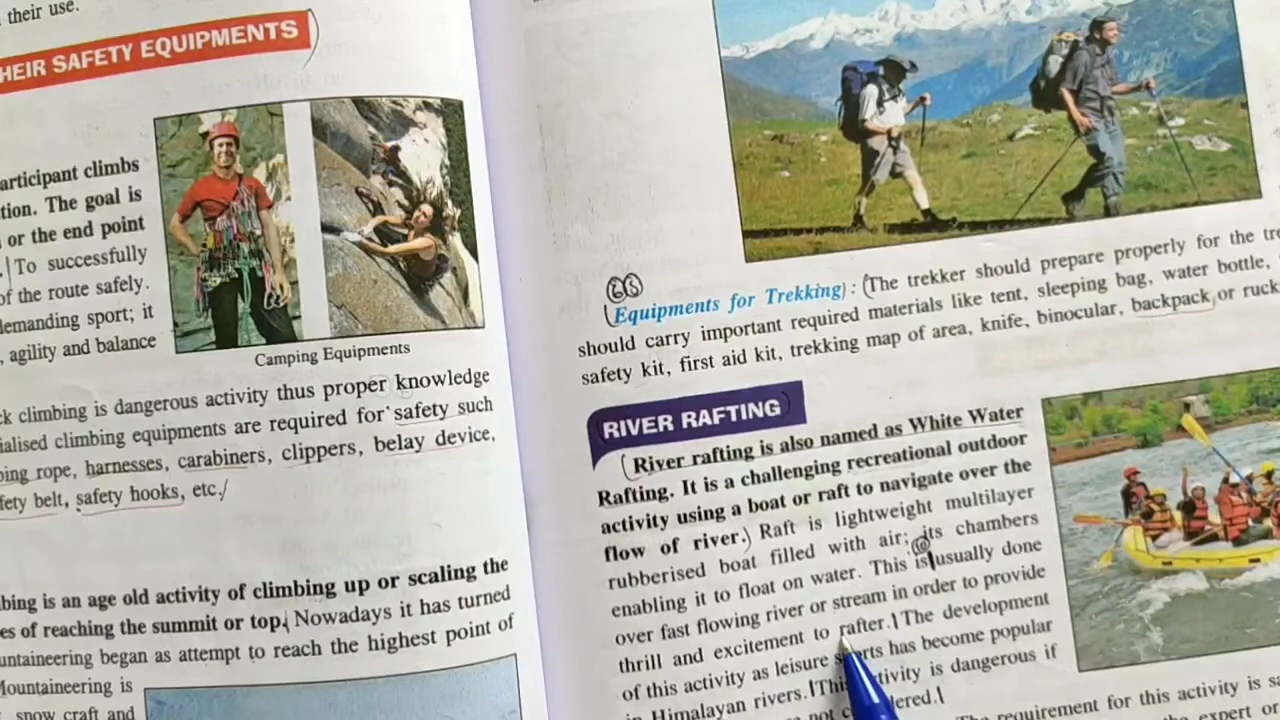 their use.
HEIR SAFETY EQUIPMENTS
articipant climbs
tion. The goal is
or the end point
To successfully
of the route safely.
demanding sport; it
, agility and balance
Camping Equipments
ck climbing is dangerous activity thus proper knowledge
ialised climbing equipments are required for safety such
bing rope, harnesses, carabiners, clippers, belay device,
fety belt, safety hooks, etc.
bing is an age old activity of climbing up or scaling the
es of reaching the summit or top. Nowadays it has turned
untaineering began as attempt to reach the highest point of
Mountaineering is
snow craft and
Equipments for Trekking : The trekker should prepare properly for the tre
should carry important required materials like tent, sleeping bag, water bottle,
safety kit, first aid kit, trekking map of area, knife, binocular, backpack or ruck
RIVER RAFTING
River rafting is also named as White Water
Rafting. It is a challenging recreational outdoor
activity using a boat or raft to navigate over the
flow of river. Raft is lightweight multilayer
rubberised boat filled with air; its chambers
enabling it to float on water. This is usually done
over fast flowing river or stream in order to provide
thrill and excitement to rafter. The development
of this activity as leisure sports has become popular
in Himalayan rivers. This activity is dangerous if
not
The requirement for this activity is sa
the expert or